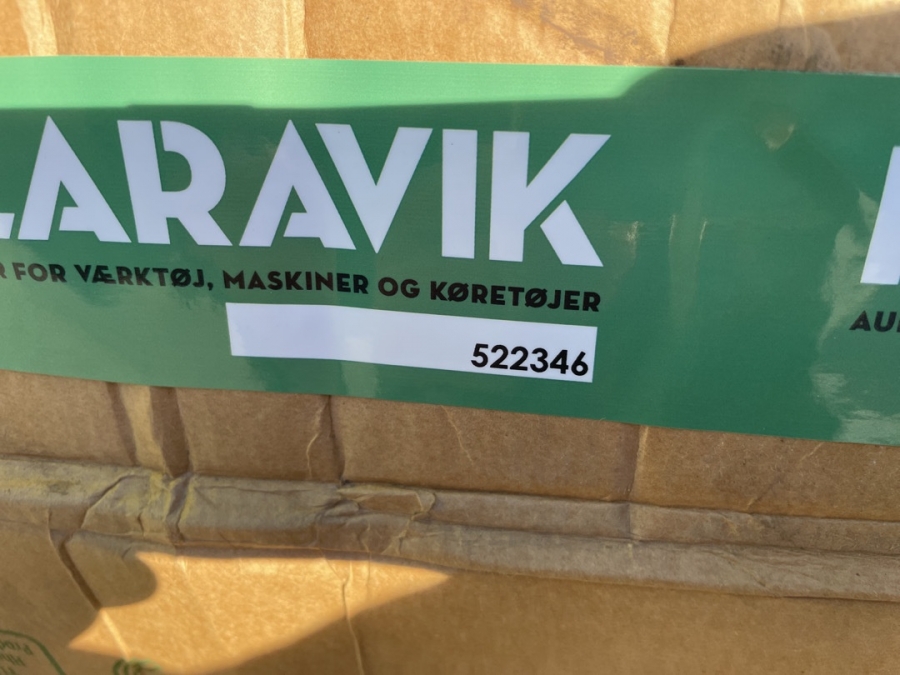 LARAVIK
R FOR VÆRKTØJ, MASKINER OG KØRETØJER
AU
522346